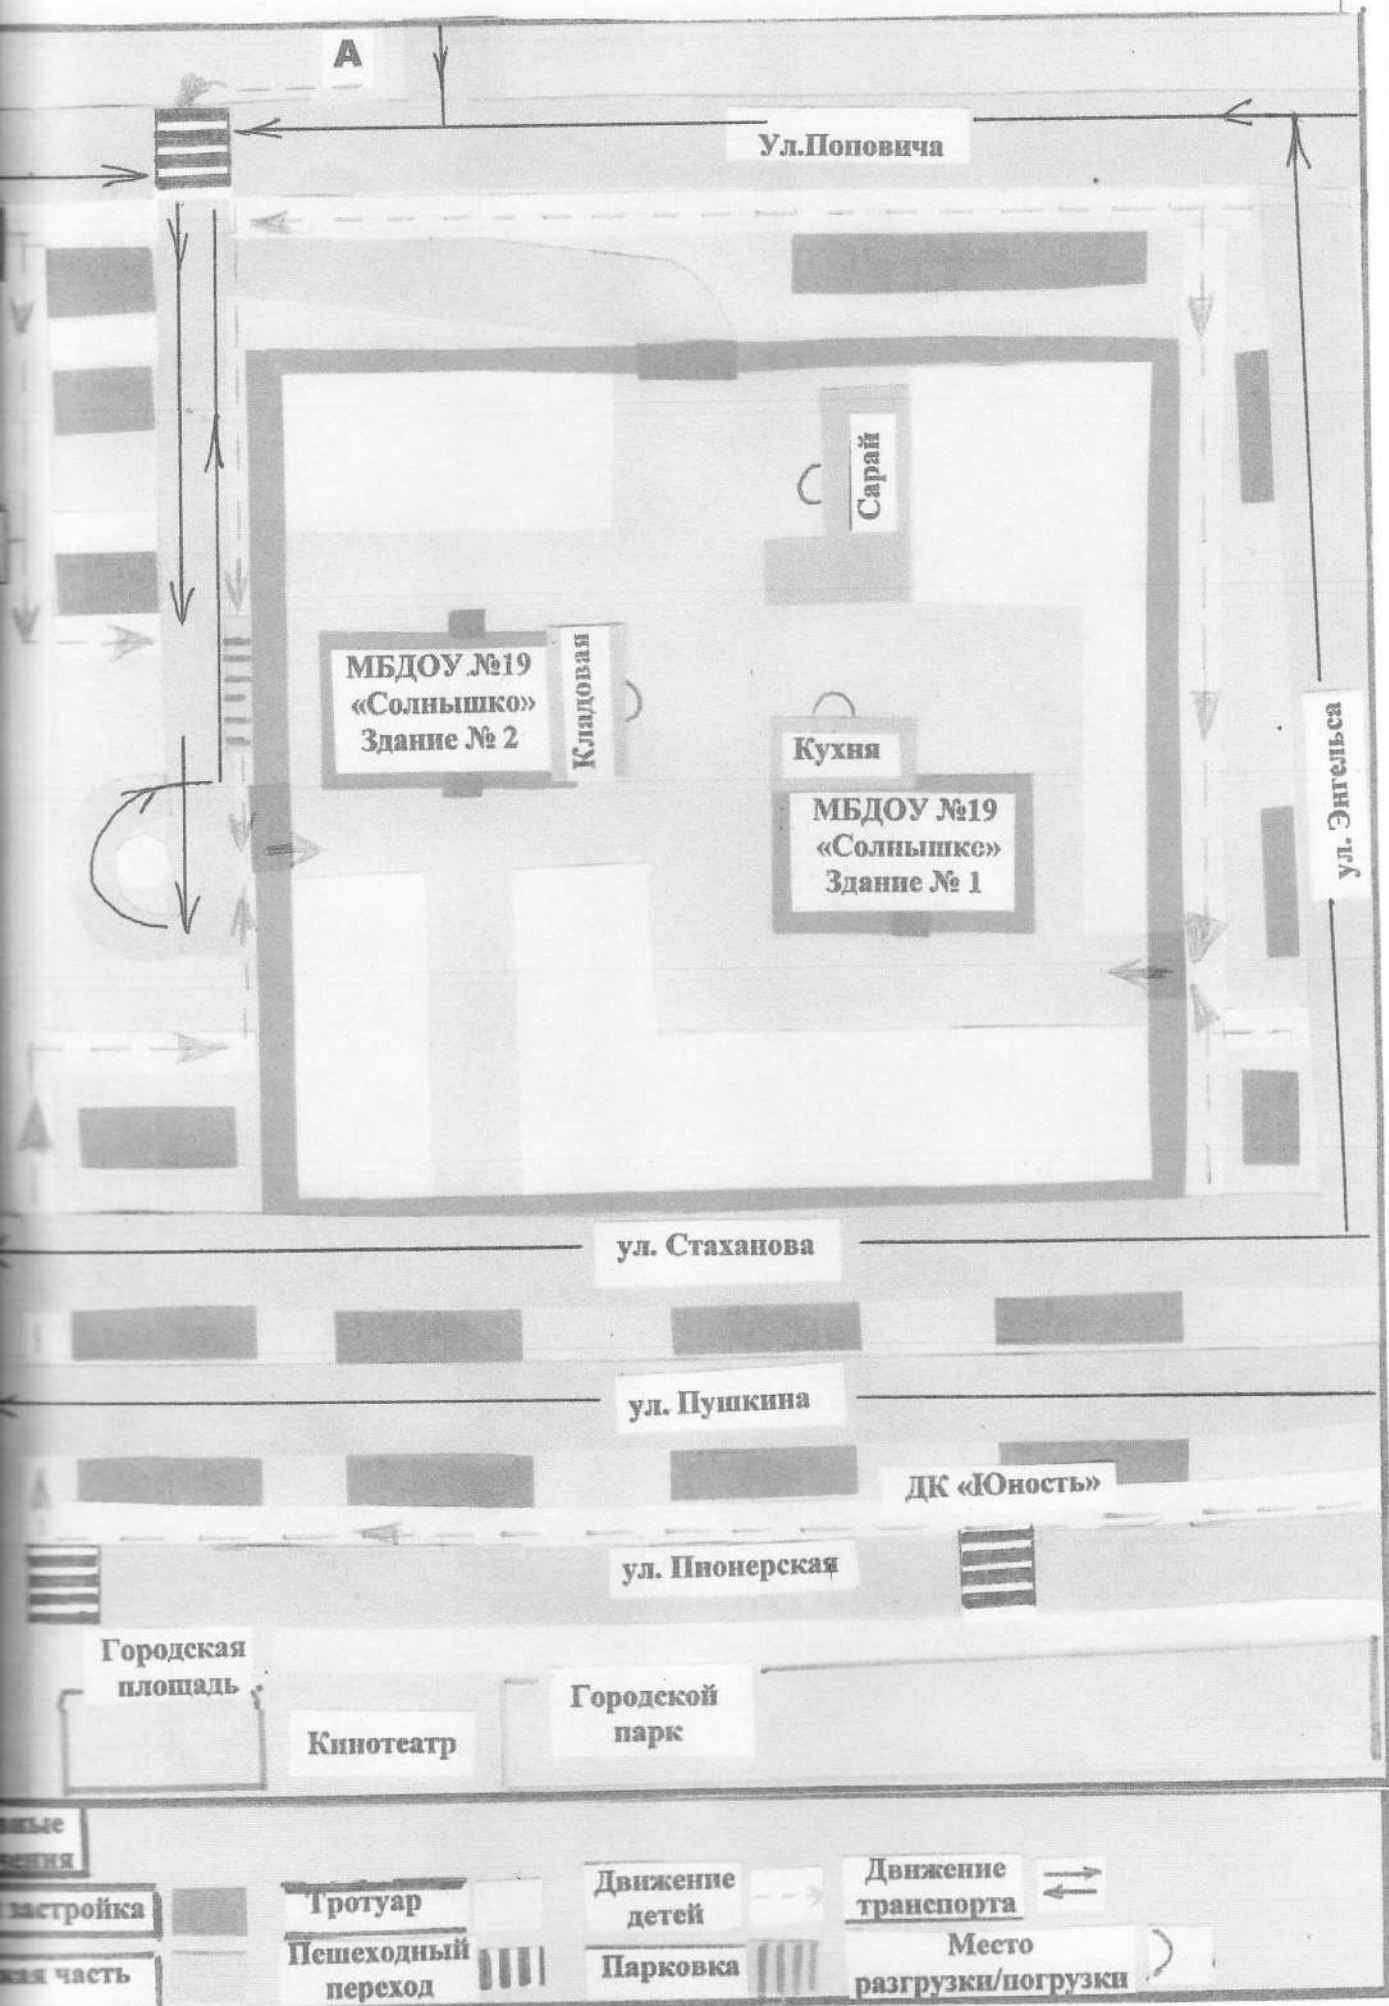 А
Ул.Поповича
Сарай
МБДОУ.№19
«Солнышко»
Здание № 2
Кладовая
Кухня
МБДОУ №19
«Солнышко»
Здание № 1
ул. Энгельса
ул. Стаханова
ул. Пушкина
ДК «Юность»
ул. Пионерская
Городская
площадь
Кинотеатр
Городской
парк
застройка
Тротуар
Движение
детей
Движение
транспорта
часть
Пешеходный
переход
Парковка
Место
разгрузки/погрузки